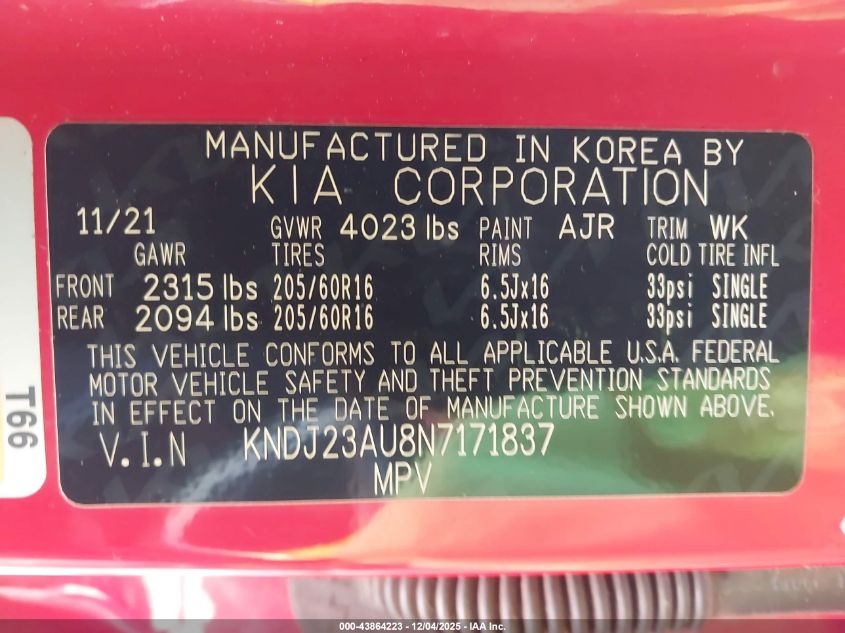 MANUFACTURED IN KOREA BY
KIA CORPORATION
11/21 GVWR 4023 lbs PAINT AJR TRIM WK
GAWR TIRES RIMS COLD TIRE INFL
FRONT 2315 lbs 205/60R16 6.5Jx16 33psi SINGLE
REAR 2094 lbs 205/60R16 6.5Jx16 33psi SINGLE
THIS VEHICLE CONFORMS TO ALL APPLICABLE U.S.A. FEDERAL
MOTOR VEHICLE SAFETY AND THEFT PREVENTION STANDARDS
IN EFFECT ON THE DATE OF MANUFACTURE SHOWN ABOVE.
V.I.N KNDJ23AU8N7171837
MPV
T66
000-43864223 - 12/04/2025 - IAA Inc.